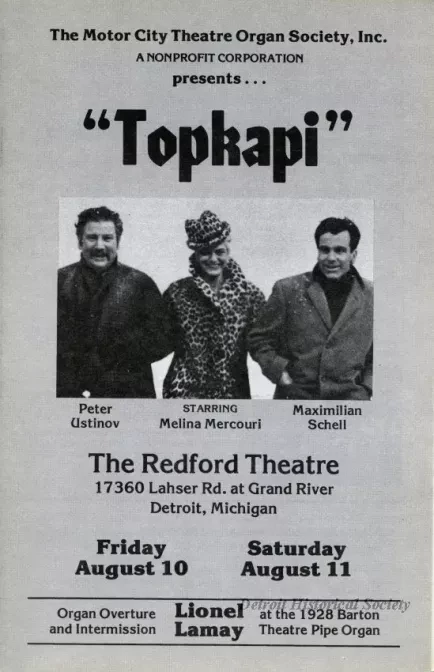 The Motor City Theatre Organ Society, Inc.
A NONPROFIT CORPORATION
presents...
“Topkapi”
Peter Ustinov
STARRING Melina Mercouri
Maximilian Schell
The Redford Theatre
17360 Lahser Rd. at Grand River
Detroit, Michigan
Friday August 10
Saturday August 11
Detroit Historical Society
Organ Overture and Intermission
Lionel Lamay
at the 1928 Barton Theatre Pipe Organ